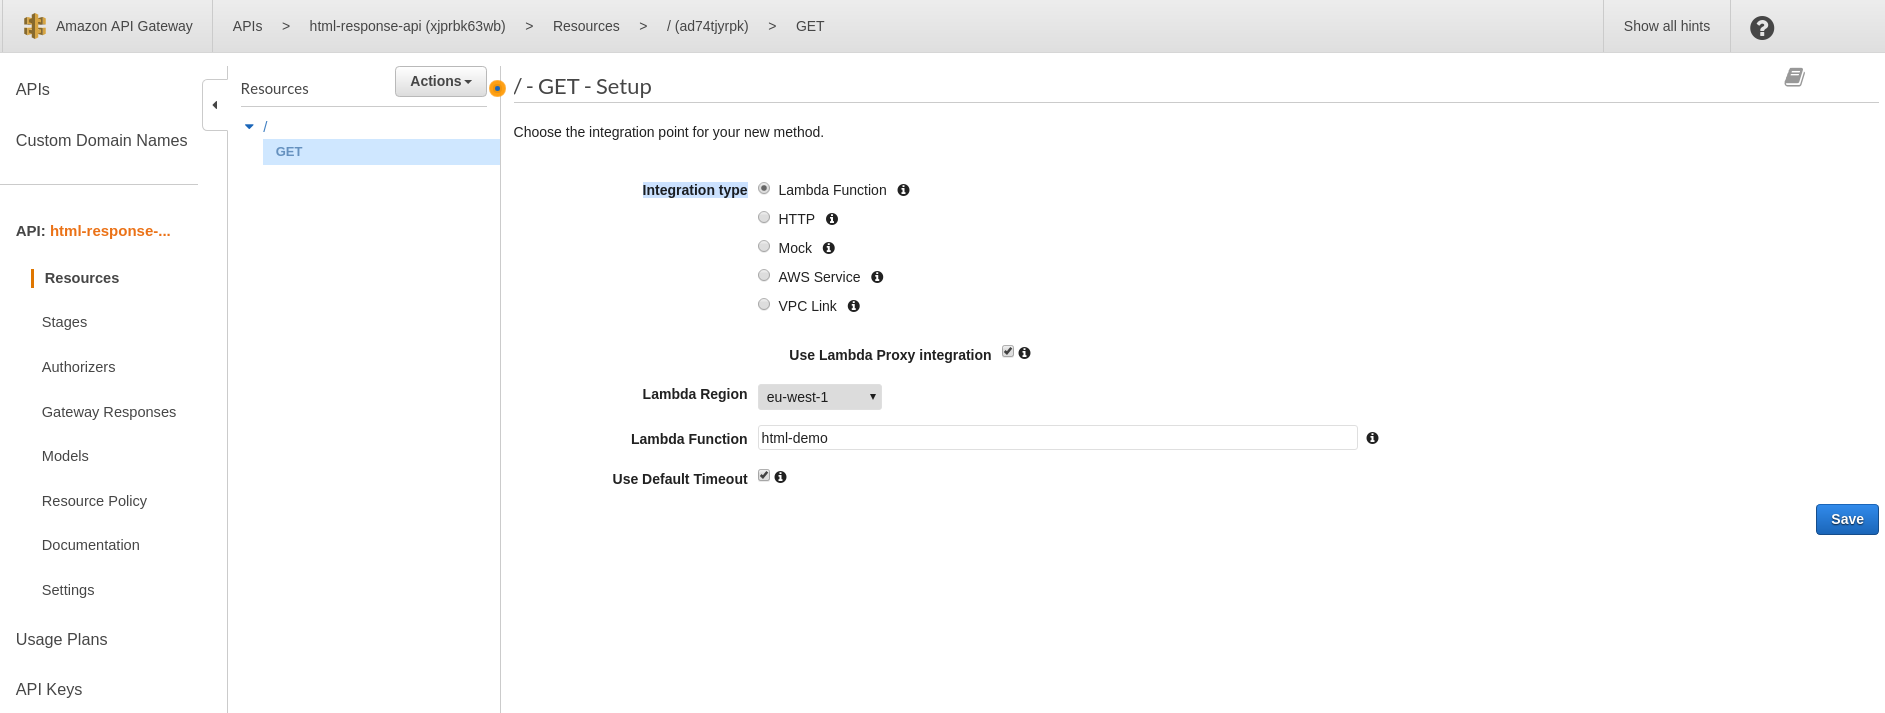 Amazon API Gateway APIs > html-response-api (xjprbk63wb) > Resources > / (ad74tjyrpk) > GET Show all hints ?
APIs
Custom Domain Names
API: html-response-...
Resources
Stages
Authorizers
Gateway Responses
Models
Resource Policy
Documentation
Settings
Usage Plans
API Keys
Resources Actions
/
GET
/ - GET - Setup
Choose the integration point for your new method.
Integration type Lambda Function
HTTP
Mock
AWS Service
VPC Link
Use Lambda Proxy integration
Lambda Region eu-west-1
Lambda Function html-demo
Use Default Timeout
Save